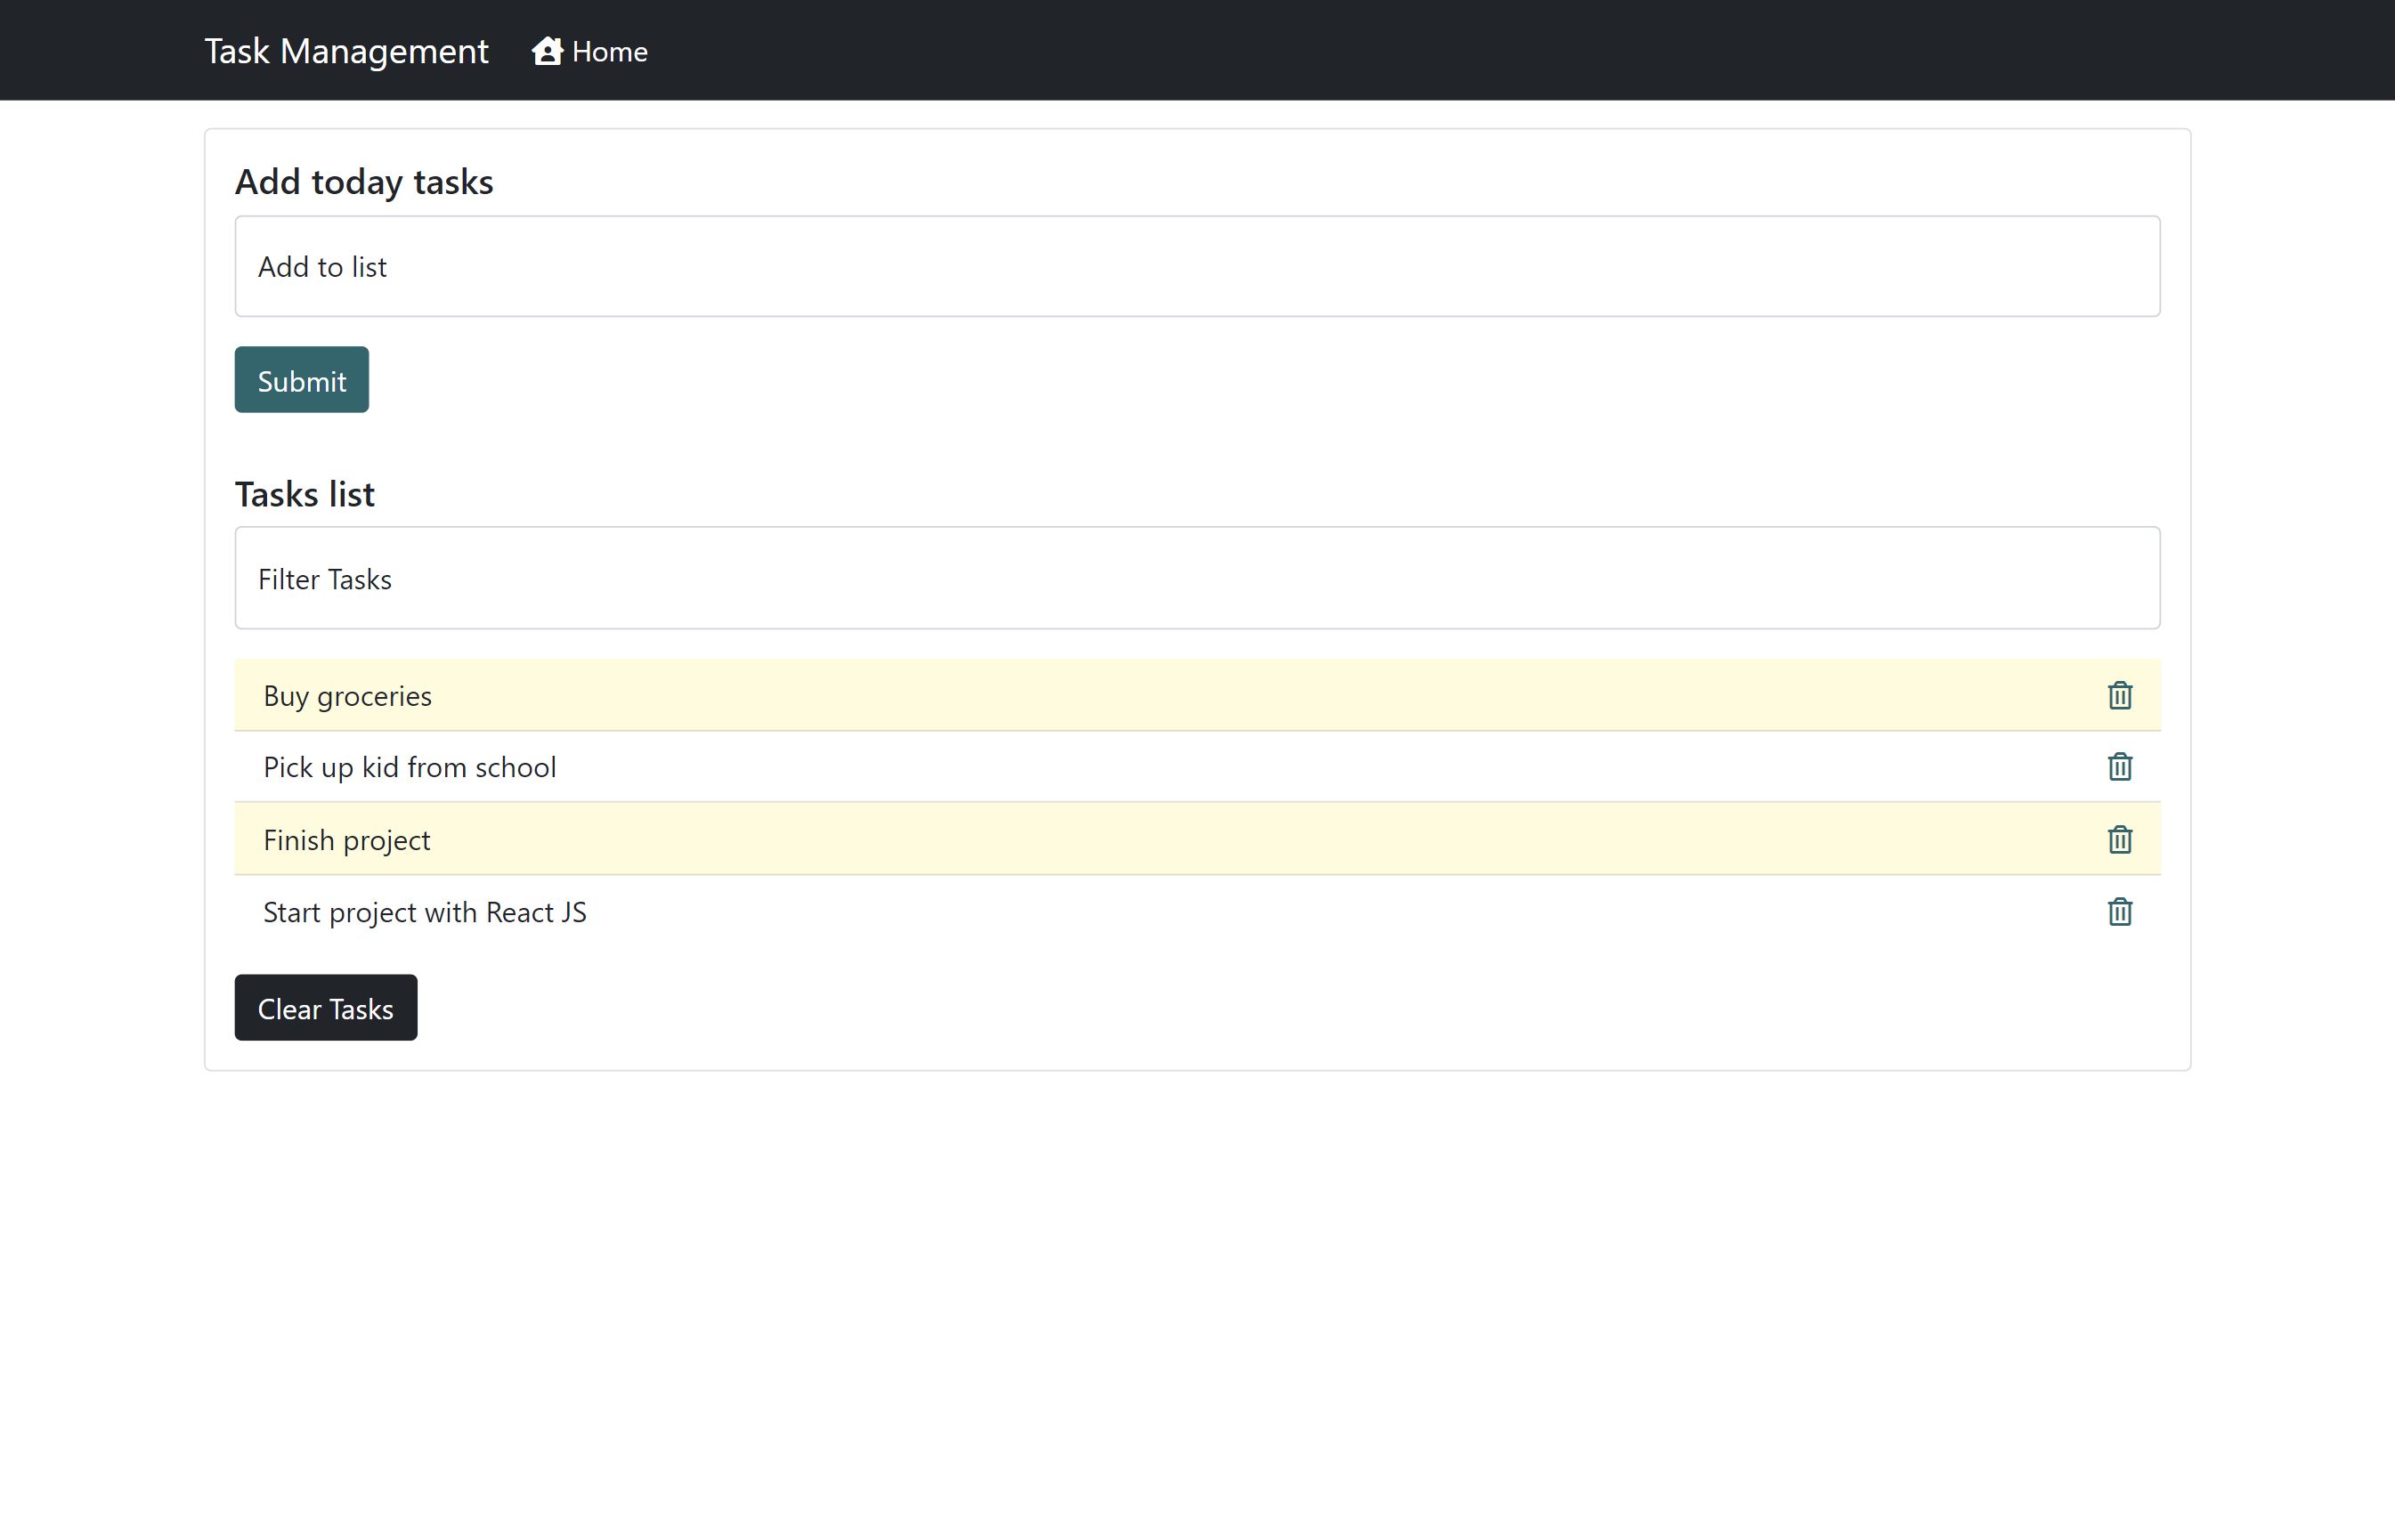 Task Management Home
Add today tasks
Add to list
Submit
Tasks list
Filter Tasks
Buy groceries
Pick up kid from school
Finish project
Start project with React JS
Clear Tasks